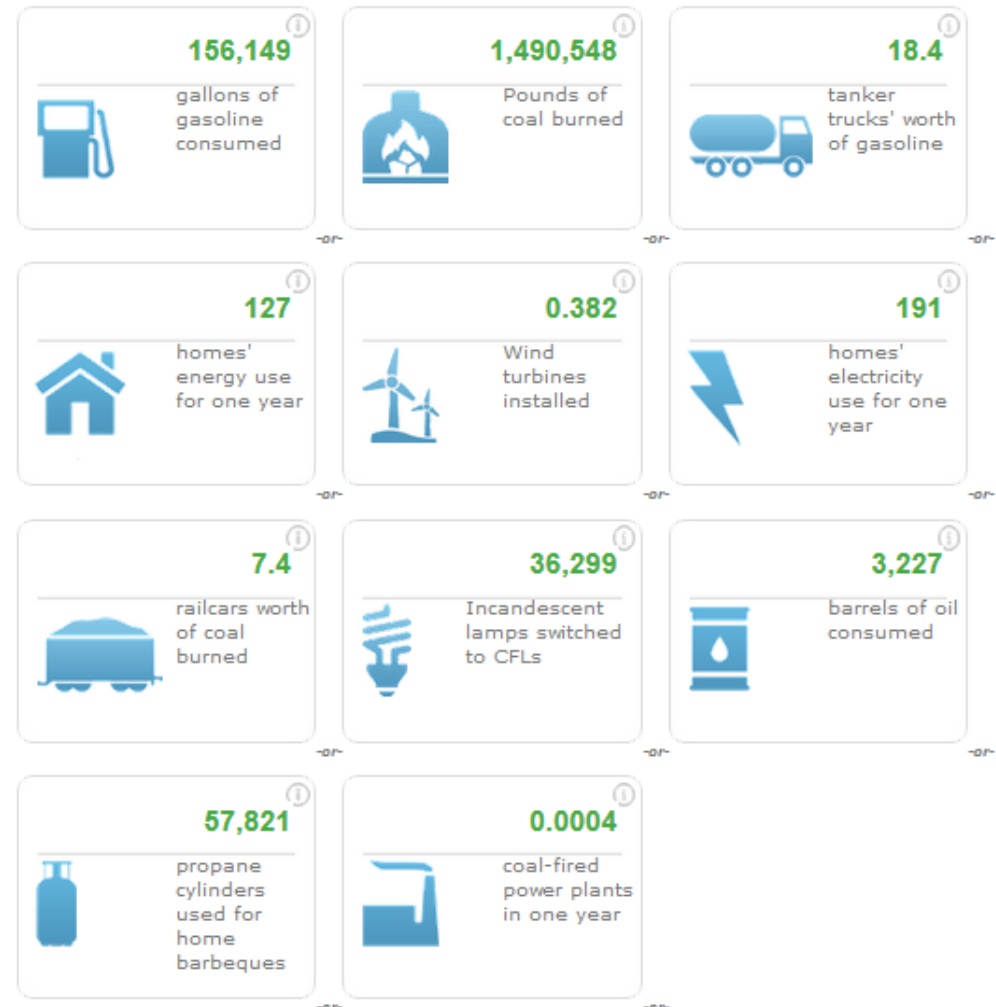 156,149
gallons of
gasoline
consumed
1,490,548
Pounds of
coal burned
18.4
tanker
trucks' worth
of gasoline
-or-
-or-
-or-
127
homes'
energy use
for one year
0.382
Wind
turbines
installed
191
homes'
electricity
use for one
year
-or-
-or-
-or-
7.4
railcars worth
of coal
burned
36,299
Incandescent
lamps switched
to CFLs
3,227
barrels of oil
consumed
-or-
-or-
-or-
57,821
propane
cylinders
used for
home
barbeques
0.0004
coal-fired
power plants
in one year
-or-
-or-